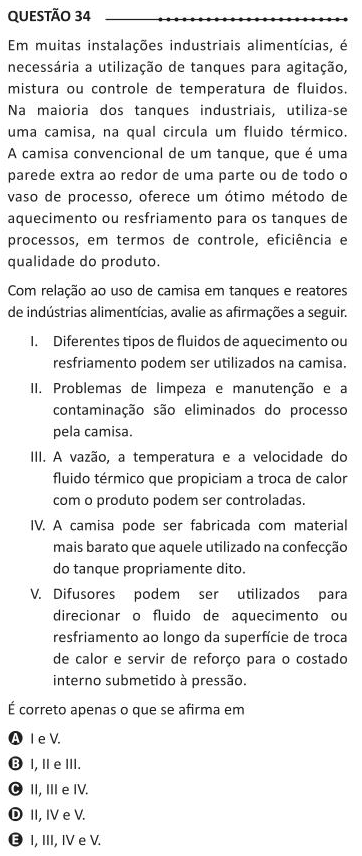 QUESTÃO 34
Em muitas instalações industriais alimentícias, é
necessária a utilização de tanques para agitação,
mistura ou controle de temperatura de fluidos.
Na maioria dos tanques industriais, utiliza-se
uma camisa, na qual circula um fluido térmico.
A camisa convencional de um tanque, que é uma
parede extra ao redor de uma parte ou de todo o
vaso de processo, oferece um ótimo método de
aquecimento ou resfriamento para os tanques de
processos, em termos de controle, eficiência e
qualidade do produto.
Com relação ao uso de camisa em tanques e reatores
de indústrias alimentícias, avalie as afirmações a seguir.
I. Diferentes tipos de fluidos de aquecimento ou
resfriamento podem ser utilizados na camisa.
II. Problemas de limpeza e manutenção e a
contaminação são eliminados do processo
pela camisa.
III. A vazão, a temperatura e a velocidade do
fluido térmico que propiciam a troca de calor
com o produto podem ser controladas.
IV. A camisa pode ser fabricada com material
mais barato que aquele utilizado na confecção
do tanque propriamente dito.
V. Difusores podem ser utilizados para
direcionar o fluido de aquecimento ou
resfriamento ao longo da superfície de troca
de calor e servir de reforço para o costado
interno submetido à pressão.
É correto apenas o que se afirma em
A I e V.
B I, II e III.
C II, III e IV.
D II, IV e V.
E I, III, IV e V.